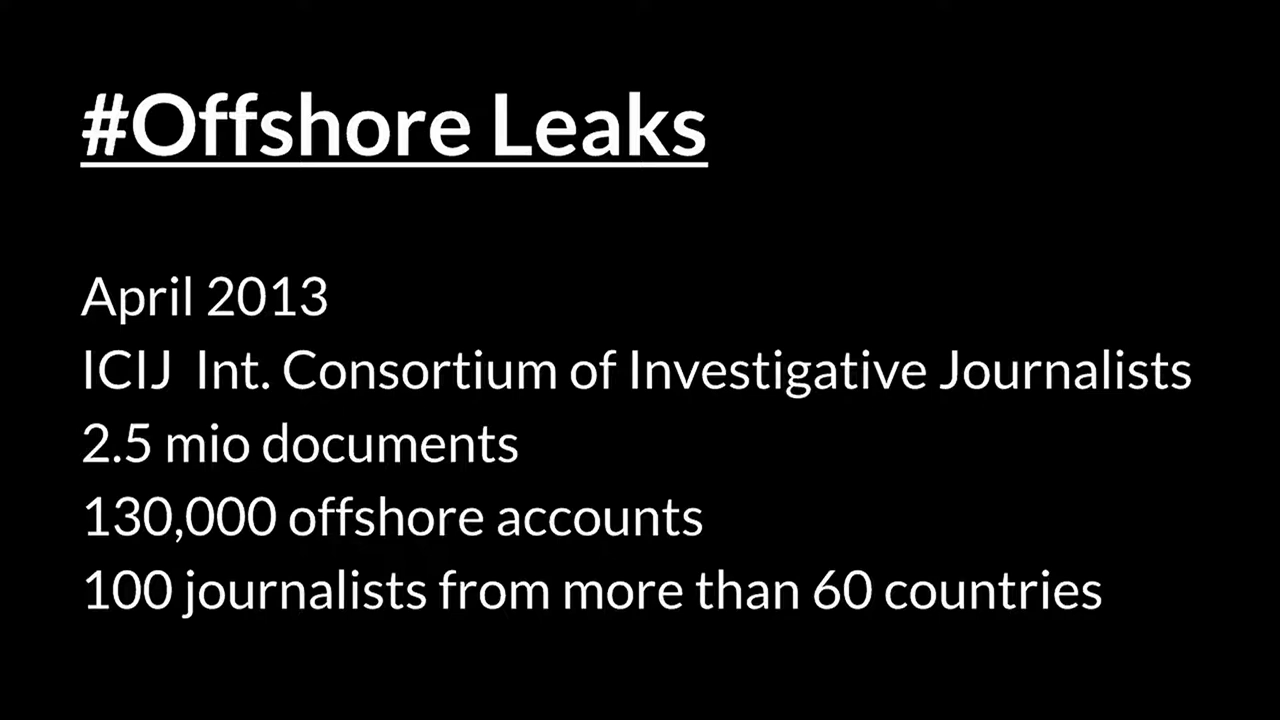 #Offshore Leaks
April 2013
ICIJ  Int. Consortium of Investigative Journalists
2.5 mio documents
130,000 offshore accounts
100 journalists from more than 60 countries